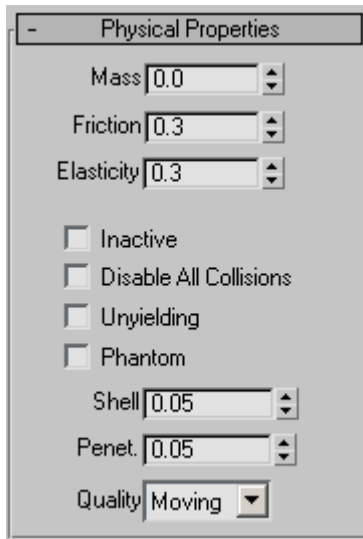 - Physical Properties
Mass 0.0
Friction 0.3
Elasticity 0.3
Inactive
Disable All Collisions
Unyielding
Phantom
Shell 0.05
Penet. 0.05
Quality Moving